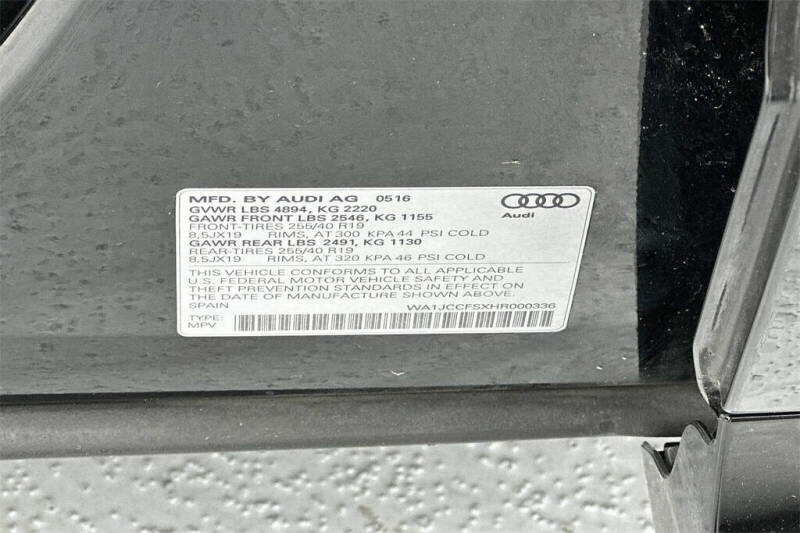 MFD. BY AUDI AG 0516
GVWR LBS 4894, KG 2220
GAWR FRONT LBS 2546, KG 1155
FRONT-TIRES 255/40 R19
8,5JX19 RIMS, AT 300 KPA 44 PSI COLD
GAWR REAR LBS 2491, KG 1130
REAR-TIRES 255/40 R19
8,5JX19 RIMS, AT 320 KPA 46 PSI COLD
Audi
THIS VEHICLE CONFORMS TO ALL APPLICABLE
U.S. FEDERAL MOTOR VEHICLE SAFETY AND
THEFT PREVENTION STANDARDS IN EFFECT ON
THE DATE OF MANUFACTURE SHOWN ABOVE.
SPAIN WA1JCCFSXHR000336
TYPE:
MPV